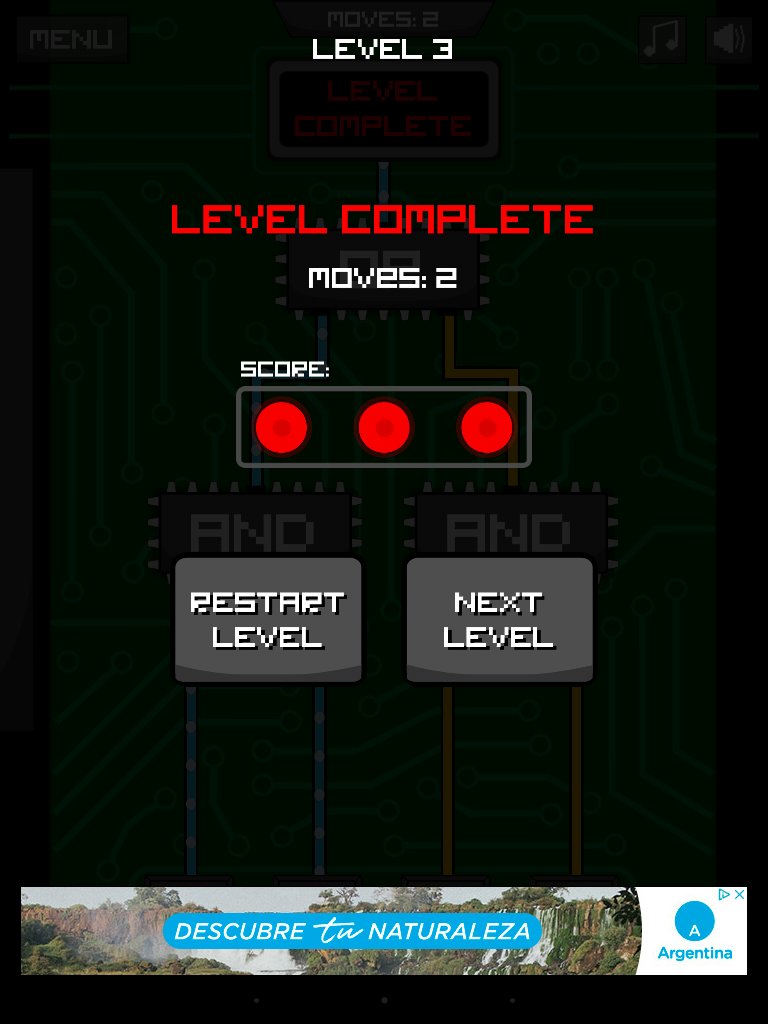 MOVES: 2
MENU
LEVEL 3
LEVEL
COMPLETE
LEVEL COMPLETE
OR
MOVES: 2
SCORE:
AND
AND
RESTART
LEVEL
NEXT
LEVEL
DESCUBRE tu NATURALEZA
A
Argentina